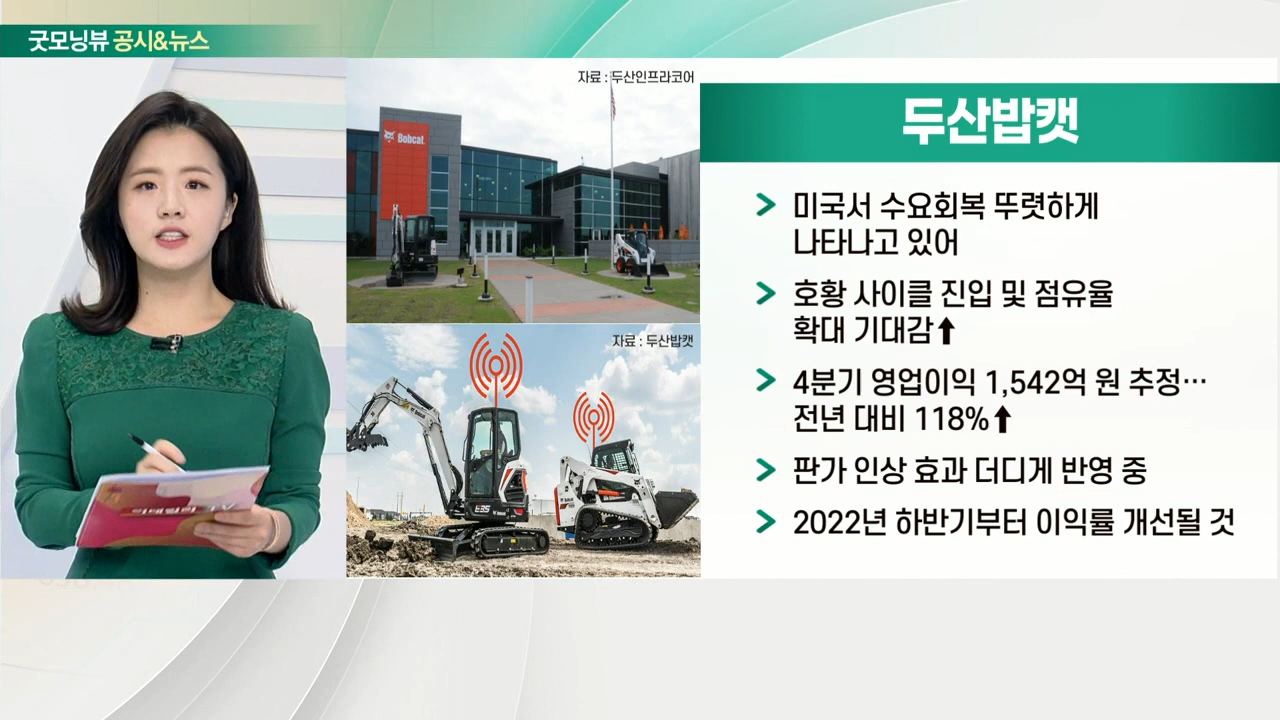 굿모닝뷰 공시&뉴스
자료 : 두산인프라코어
Bobcat
자료 : 두산밥캣
E35
두산밥캣
미국서 수요회복 뚜렷하게
나타나고 있어
호황 사이클 진입 및 점유율
확대 기대감⬆
4분기 영업이익 1,542억 원 추정…
전년 대비 118%⬆
판가 인상 효과 더디게 반영 중
2022년 하반기부터 이익률 개선될 것